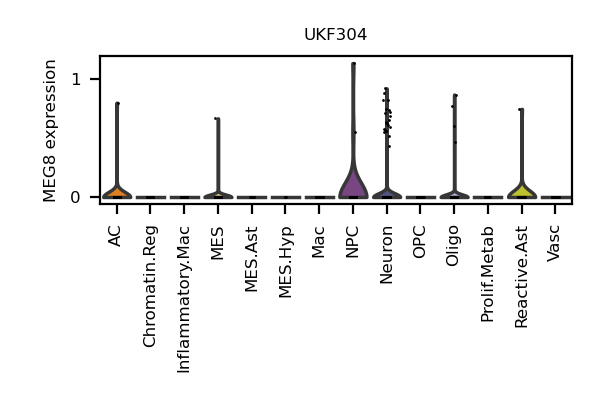 UKF304
MEG8 expression
1
0
AC
Chromatin.Reg
Inflammatory.Mac
MES
MES.Ast
MES.Hyp
Mac
NPC
Neuron
OPC
Oligo
Prolif.Metab
Reactive.Ast
Vasc